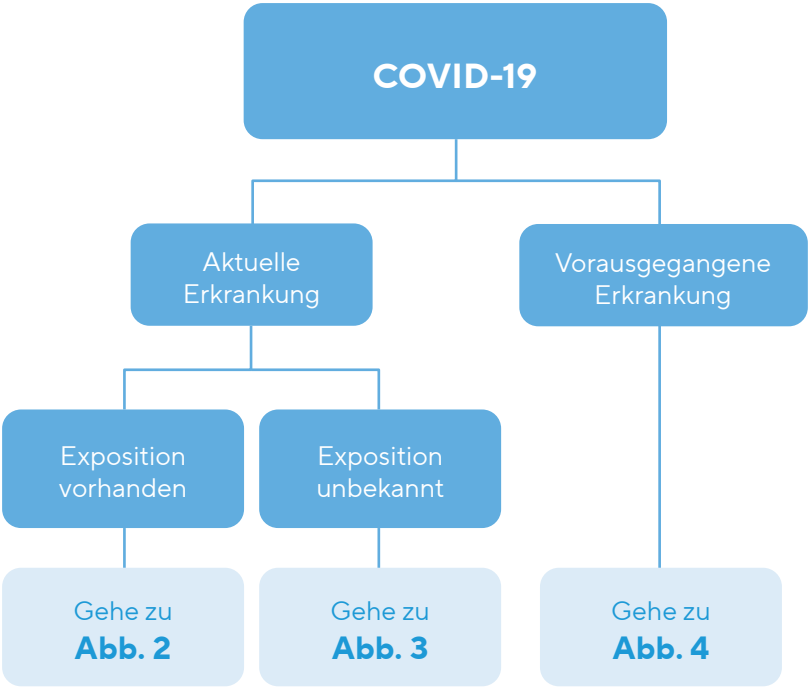 COVID-19
Aktuelle
Erkrankung
Vorausgegangene
Erkrankung
Exposition
vorhanden
Exposition
unbekannt
Gehe zu
Abb. 2
Gehe zu
Abb. 3
Gehe zu
Abb. 4